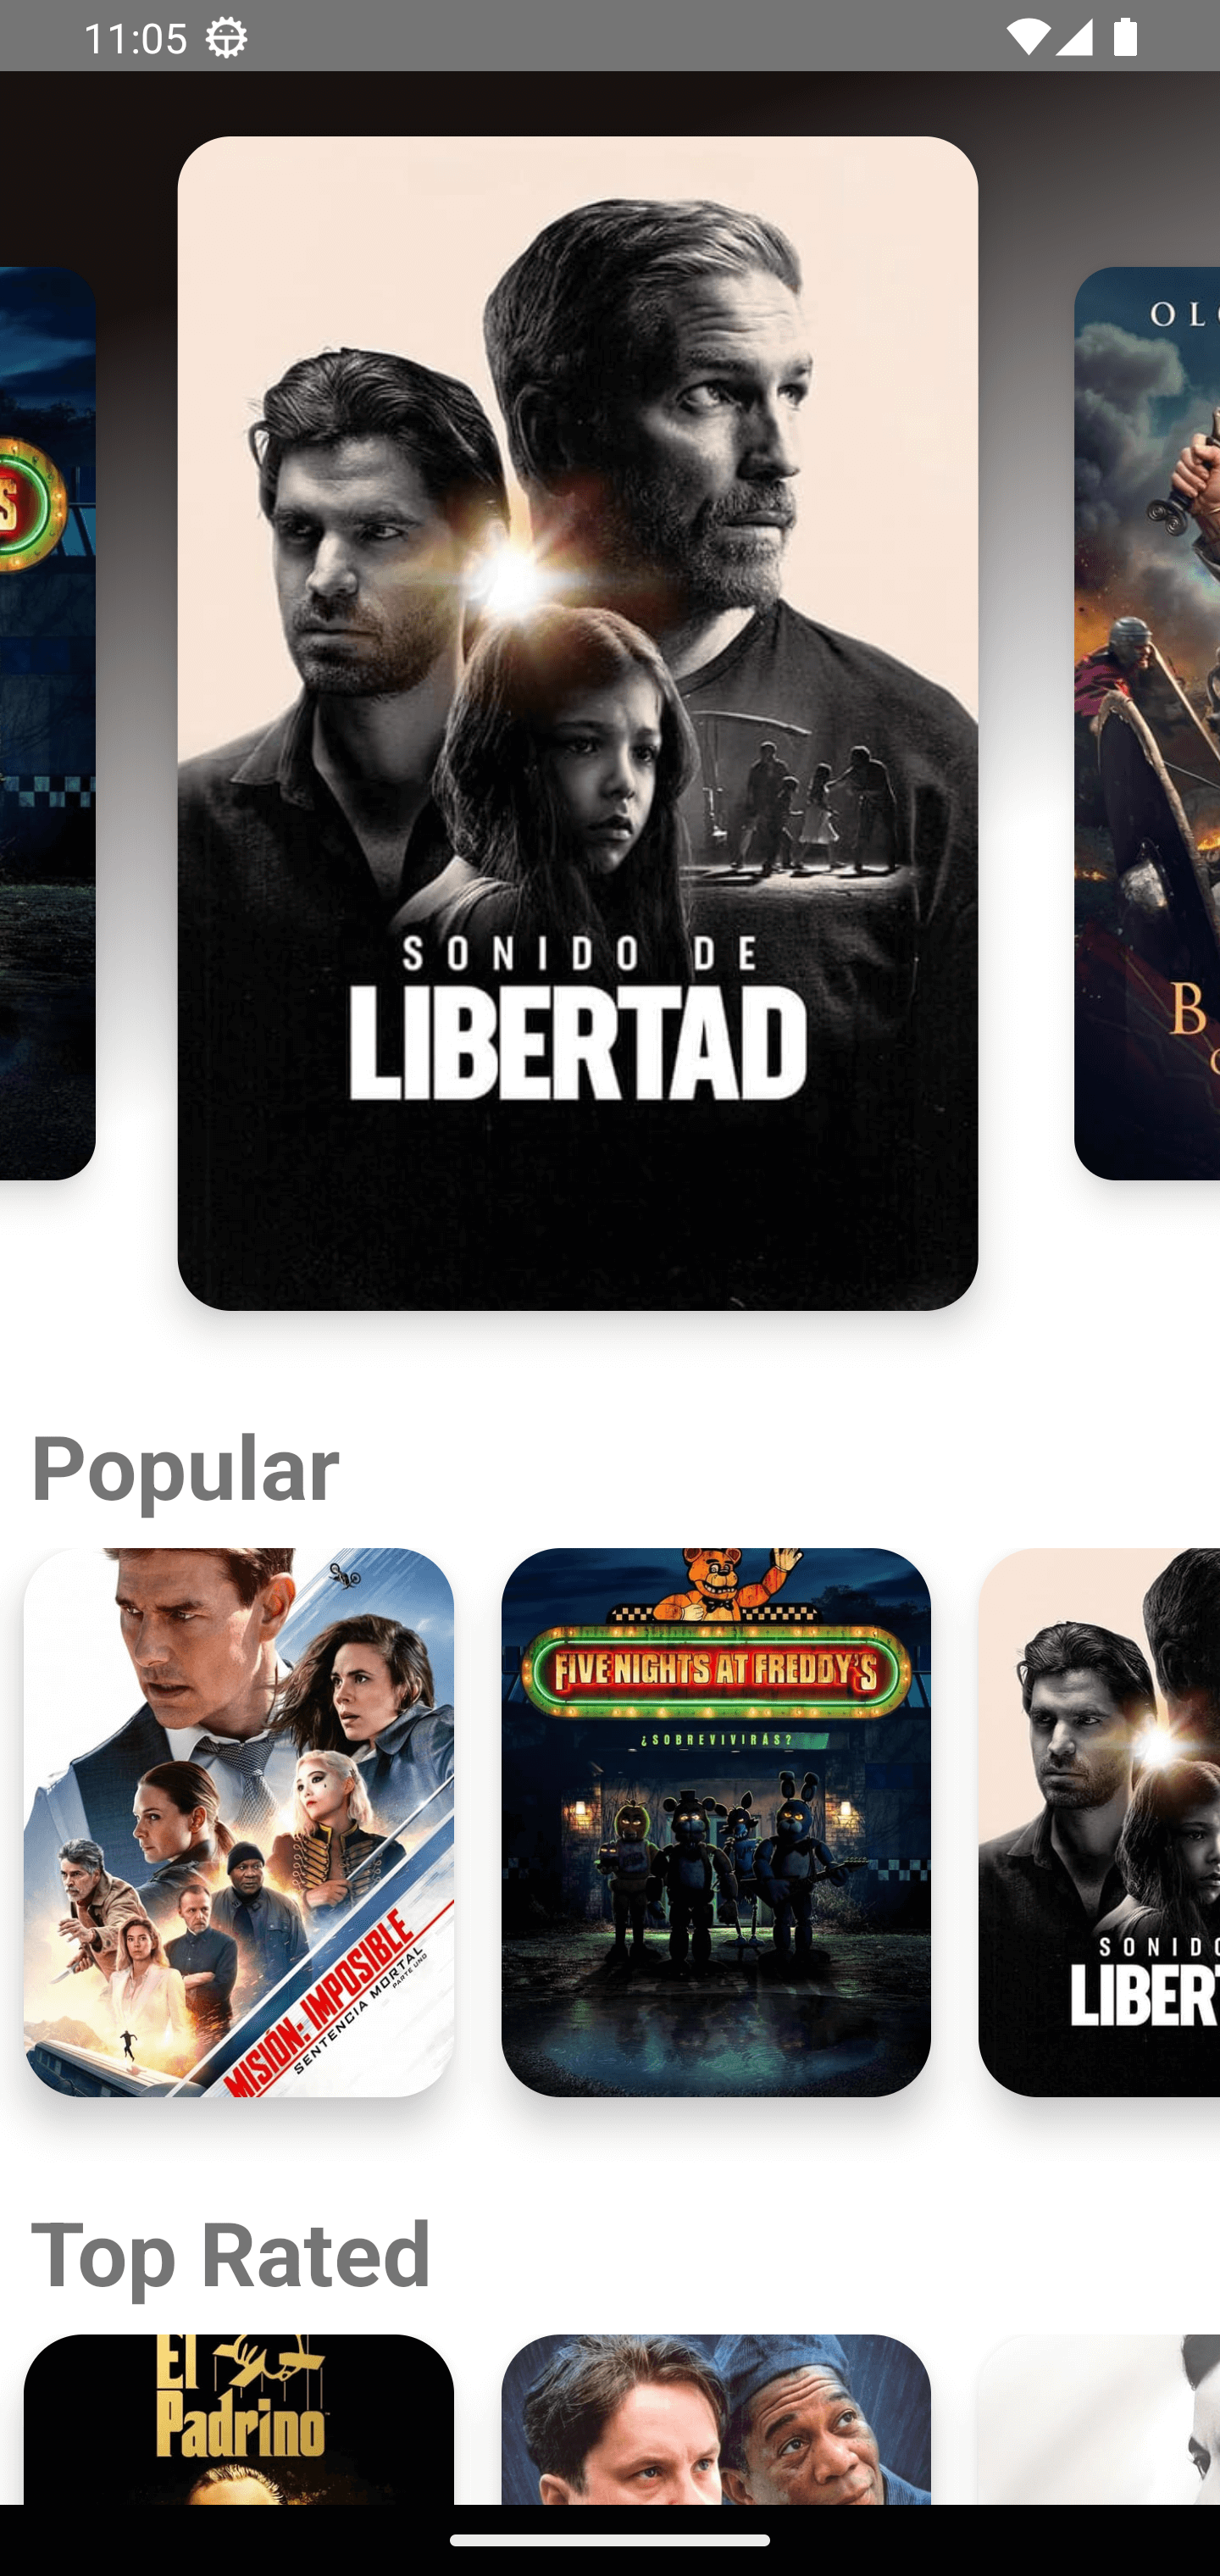 11:05
S
OL
SONIDO DE
LIBERTAD
B
Popular
MISIÓN: IMPOSIBLE
SENTENCIA MORTAL
PARTE UNO
FIVE NIGHTS AT FREDDY'S
¿SOBREVIVIRÁS?
SONID
LIBERT
Top Rated
El
Padrino